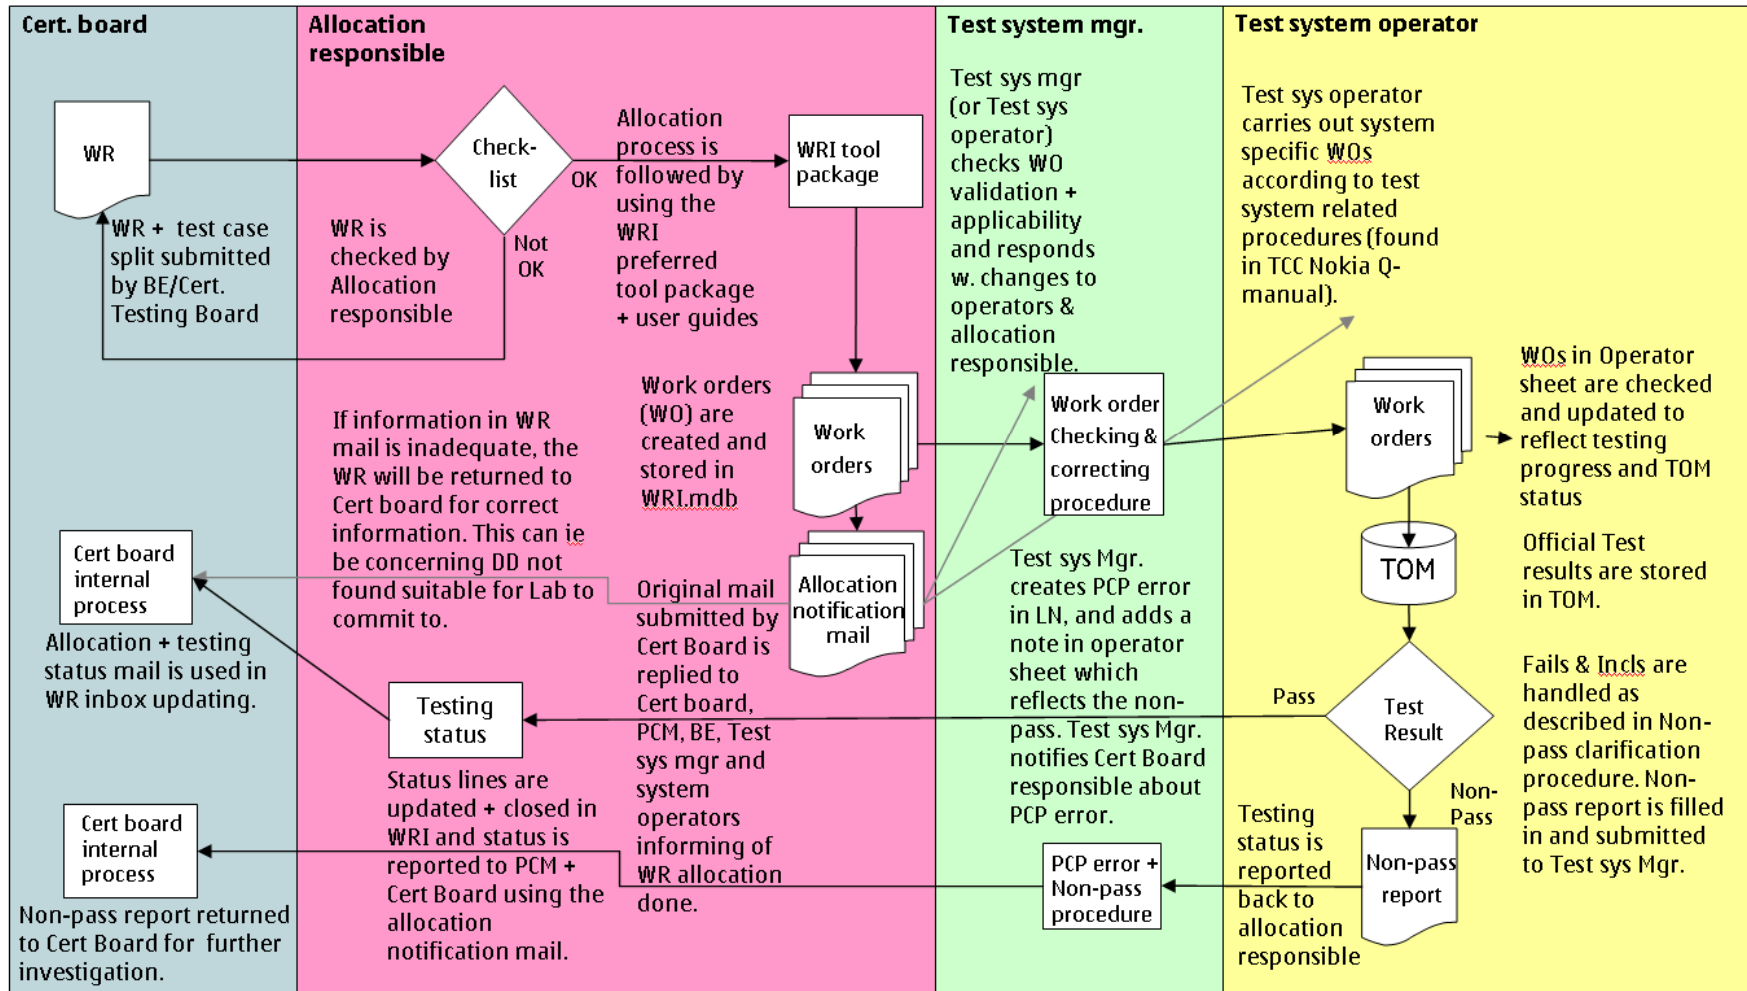 Cert. board
WR
WR + test case
split submitted
by BE/Cert.
Testing Board
Cert board
internal
process
Allocation + testing
status mail is used in
WR inbox updating.
Cert board
internal
process
Non-pass report returned
to Cert Board for further
investigation.
Allocation
responsible
Check-
list
OK
Not
OK
WR is
checked by
Allocation
responsible
Allocation
process is
followed by
using the
WRI
preferred
tool package
+ user guides
WRI tool
package
If information in WR
mail is inadequate, the
WR will be returned to
Cert board for correct
information. This can ie
be concerning DD not
found suitable for Lab to
commit to.
Work orders
(WO) are
created and
stored in
WRI.mdb
Work
orders
Allocation
notification
mail
Original mail
submitted by
Cert Board is
replied to
Cert board,
PCM, BE, Test
sys mgr and
system
operators
informing of
WR allocation
done.
Testing
status
Status lines are
updated + closed in
WRI and status is
reported to PCM +
Cert Board using the
allocation
notification mail.
Test system mgr.
Test sys mgr
(or Test sys
operator)
checks WO
validation +
applicability
and responds
w. changes to
operators &
allocation
responsible.
Work order
Checking &
correcting
procedure
Test sys Mgr.
creates PCP error
in LN, and adds a
note in operator
sheet which
reflects the non-
pass. Test sys Mgr.
notifies Cert Board
responsible about
PCP error.
PCP error +
Non-pass
procedure
Test system operator
Test sys operator
carries out system
specific WOs
according to test
system related
procedures (found
in TCC Nokia Q-
manual).
Work
orders
WOs in Operator
sheet are checked
and updated to
reflect testing
progress and TOM
status
TOM
Official Test
results are stored
in TOM.
Pass
Test
Result
Non-
Pass
Fails & Incls are
handled as
described in Non-
pass clarification
procedure. Non-
pass report is filled
in and submitted
to Test sys Mgr.
Testing
status is
reported
back to
allocation
responsible
Non-pass
report